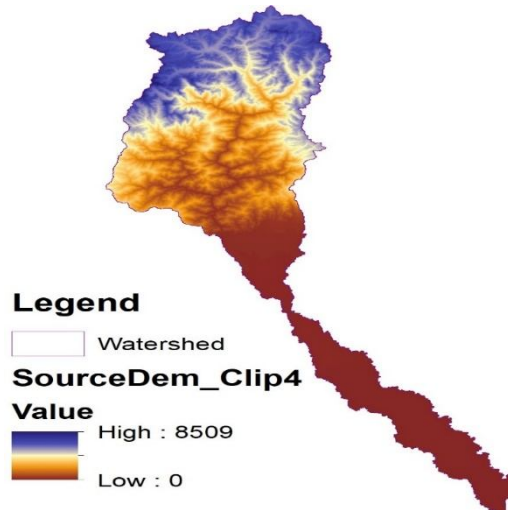 Legend
Watershed
SourceDem_Clip4
Value
High : 8509
Low : 0